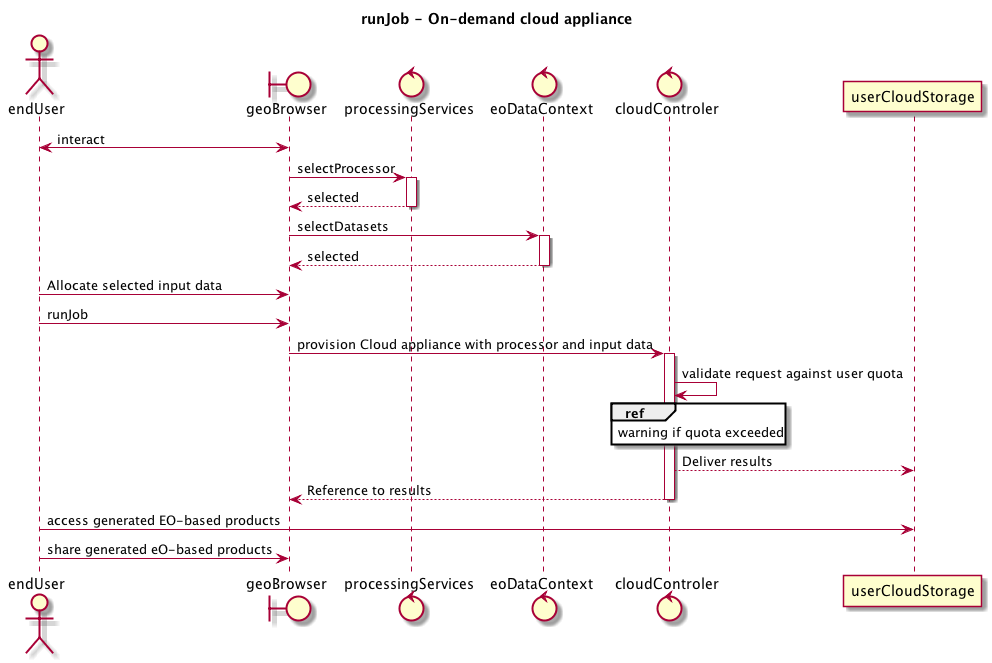 runJob - On-demand cloud appliance
endUser
geoBrowser
processingServices
eoDataContext
cloudControler
userCloudStorage
interact
selectProcessor
selected
selectDatasets
selected
Allocate selected input data
runJob
provision Cloud appliance with processor and input data
validate request against user quota
ref
warning if quota exceeded
Deliver results
Reference to results
access generated EO-based products
share generated eO-based products
endUser
geoBrowser
processingServices
eoDataContext
cloudControler
userCloudStorage